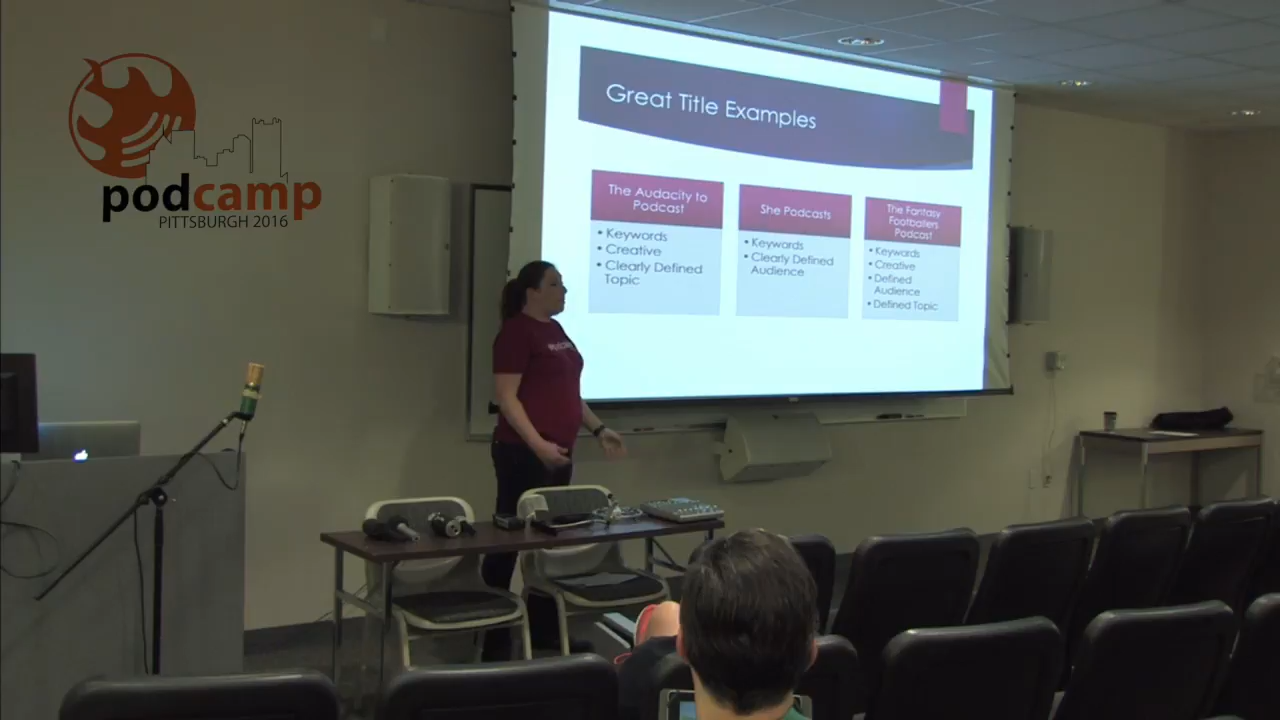 podcamp
PITTSBURGH 2016
Great Title Examples
The Audacity to
Podcast
• Keywords
• Creative
• Clearly Defined
Topic
She Podcasts
• Keywords
• Clearly Defined
Audience
The Fantasy
Footballers
Podcast
• Keywords
• Creative
• Defined
Audience
• Defined Topic